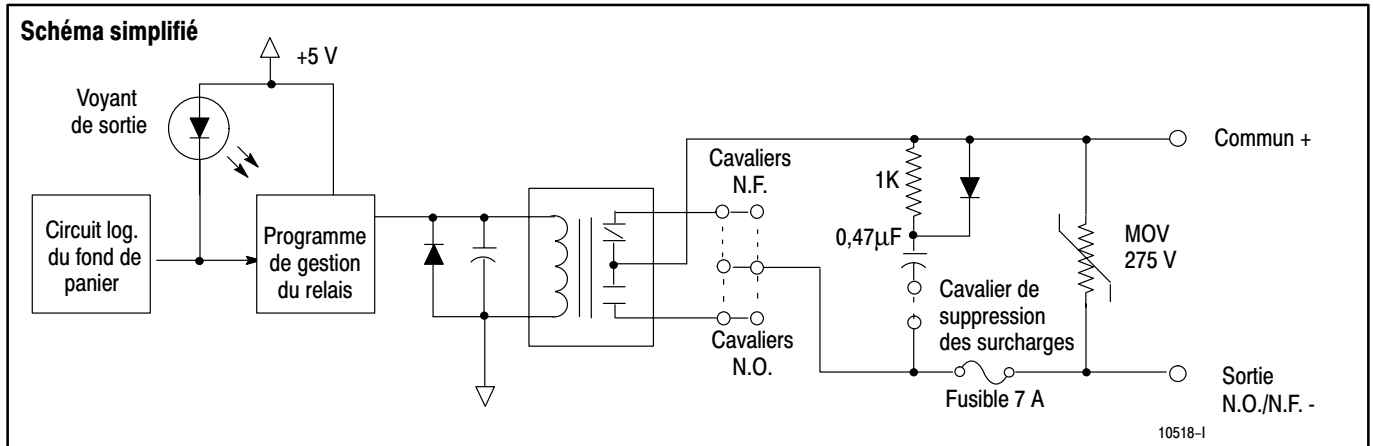 Schéma simplifié
+5 V
Voyant
de sortie
Circuit log.
du fond de
panier
Programme
de gestion
du relais
Cavaliers
N.F.
Cavaliers
N.O.
1K
0,47µF
Cavalier de
suppression
des surcharges
Fusible 7 A
MOV
275 V
Commun +
Sortie
N.O./N.F. -
10518-I